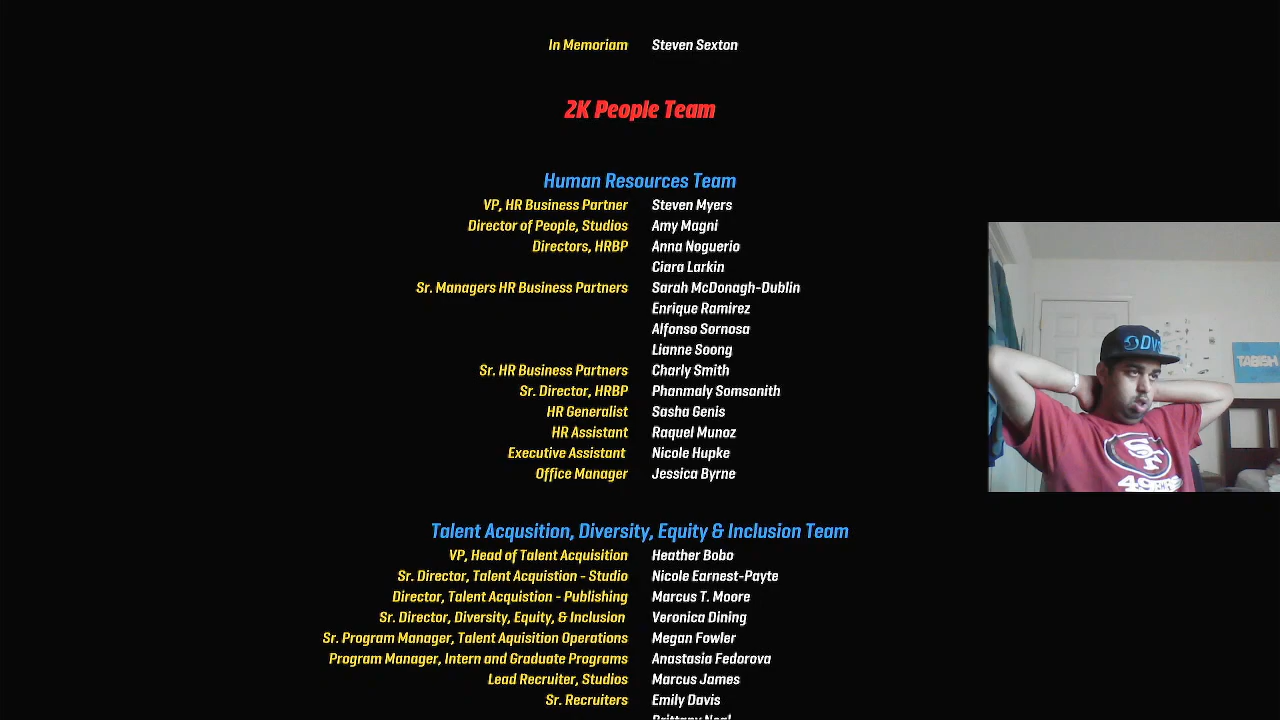 In Memoriam Steven Sexton
2K People Team
Human Resources Team
VP, HR Business Partner Steven Myers
Director of People, Studios Amy Magni
Directors, HRBP Anna Noguerio
Ciara Larkin
Sr. Managers HR Business Partners Sarah McDonagh-Dublin
Enrique Ramirez
Alfonso Sornosa
Lianne Soong
Sr. HR Business Partners Charly Smith
Sr. Director, HRBP Phanmaly Somsanith
HR Generalist Sasha Genis
HR Assistant Raquel Munoz
Executive Assistant Nicole Hupke
Office Manager Jessica Byrne
Talent Acqusition, Diversity, Equity & Inclusion Team
VP, Head of Talent Acquisition Heather Bobo
Sr. Director, Talent Acquistion - Studio Nicole Earnest-Payte
Director, Talent Acquistion - Publishing Marcus T. Moore
Sr. Director, Diversity, Equity, & Inclusion Veronica Dining
Sr. Program Manager, Talent Aquisition Operations Megan Fowler
Program Manager, Intern and Graduate Programs Anastasia Fedorova
Lead Recruiter, Studios Marcus James
Sr. Recruiters Emily Davis
Brittany Neal
DVS
TABISH
SF
49ERS